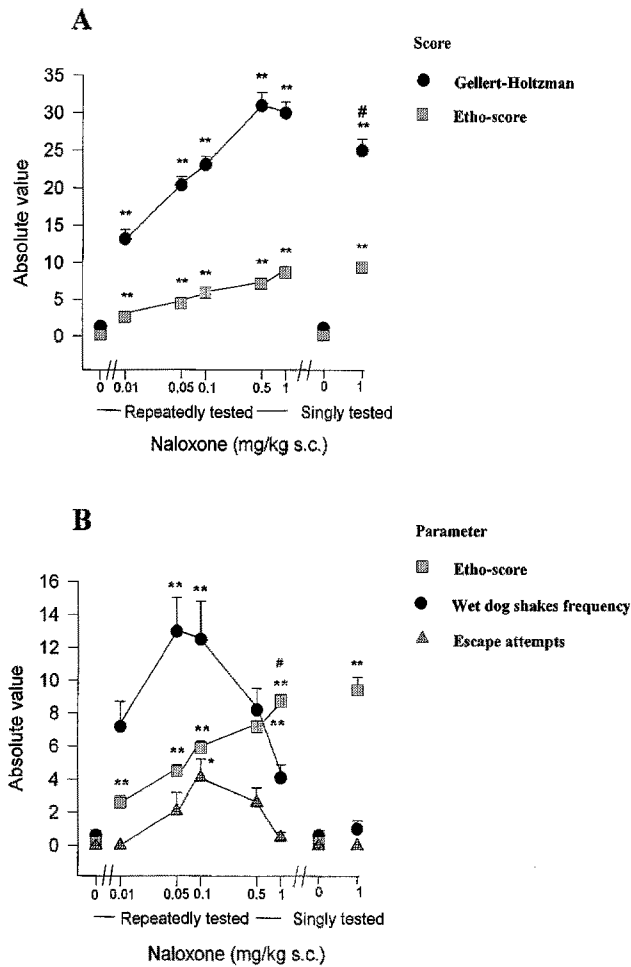 A
Score
Gellert-Holtzman
Etho-score
Absolute value
35
30
25
20
15
10
5
0
** ** ** ** **
** ** ** ** **
#
**
**
0 0.01 0.05 0.1 0.5 1 0 1
Repeatedly tested Singly tested
Naloxone (mg/kg s.c.)
B
Parameter
Etho-score
Wet dog shakes frequency
Escape attempts
Absolute value
16
14
12
10
8
6
4
2
0
** **
#
** **
** ** ** **
*
0 0.01 0.05 0.1 0.5 1 0 1
Repeatedly tested Singly tested
Naloxone (mg/kg s.c.)